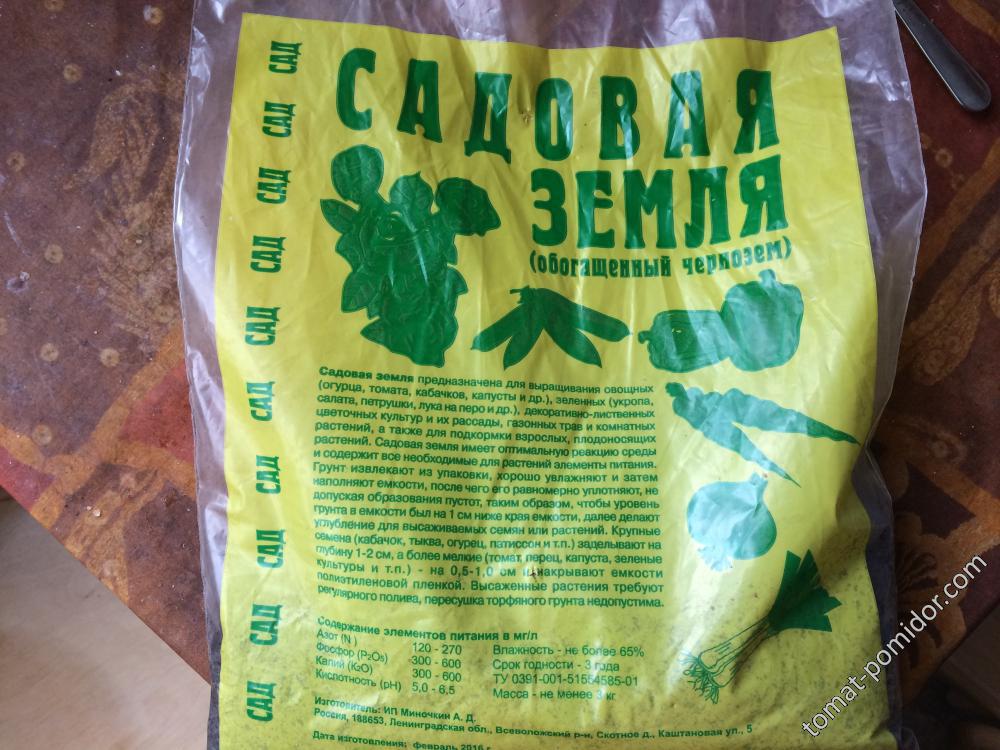 САДОВАЯ
ЗЕМЛЯ
(обогащенный чернозем)
САД
САД
САД
САД
САД
САД
САД
САД
САД
САД
Садовая земля предназначена для выращивания овощных
(огурца, томата, кабачков, капусты и др.), зеленных (укропа,
салата, петрушки, лука на перо и др.), декоративно-лиственных
цветочных культур и их рассады, газонных трав и комнатных
растений, а также для подкормки взрослых, плодоносящих
растений. Садовая земля имеет оптимальную реакцию среды
и содержит все необходимые для растений элементы питания.
Грунт извлекают из упаковки, хорошо увлажняют и затем
наполняют емкости, после чего его равномерно уплотняют, не
допуская образования пустот, таким образом, чтобы уровень
грунта в емкости был на 1 см ниже края емкости, далее делают
углубление для высаживаемых семян или растений. Крупные
семена (кабачок, тыква, огурец, патиссон и т.п.) заделывают на
глубину 1-2 см, а более мелкие (томат, перец, капуста, зеленые
культуры и т.п.) - на 0,5-1,0 см и накрывают емкости
полиэтиленовой пленкой. Высаженные растения требуют
регулярного полива, пересушка торфяного грунта недопустима.
Содержание элементов питания в мг/л
Азот (N ) 120 - 270 Влажность - не более 65%
Фосфор (P₂O₅) 300 - 600 Срок годности - 3 года
Калий (K₂O) 300 - 600 ТУ 0391-001-51554585-01
Кислотность (pH) 5,0 - 6,5 Масса - не менее 3 кг
Изготовитель: ИП Миночкин А. Д.
Россия, 188653, Ленинградская обл., Всеволожский р-н, Скотное д., Каштановая ул., 5
Дата изготовления: февраль 2016 г.
tomat-pomidor.com